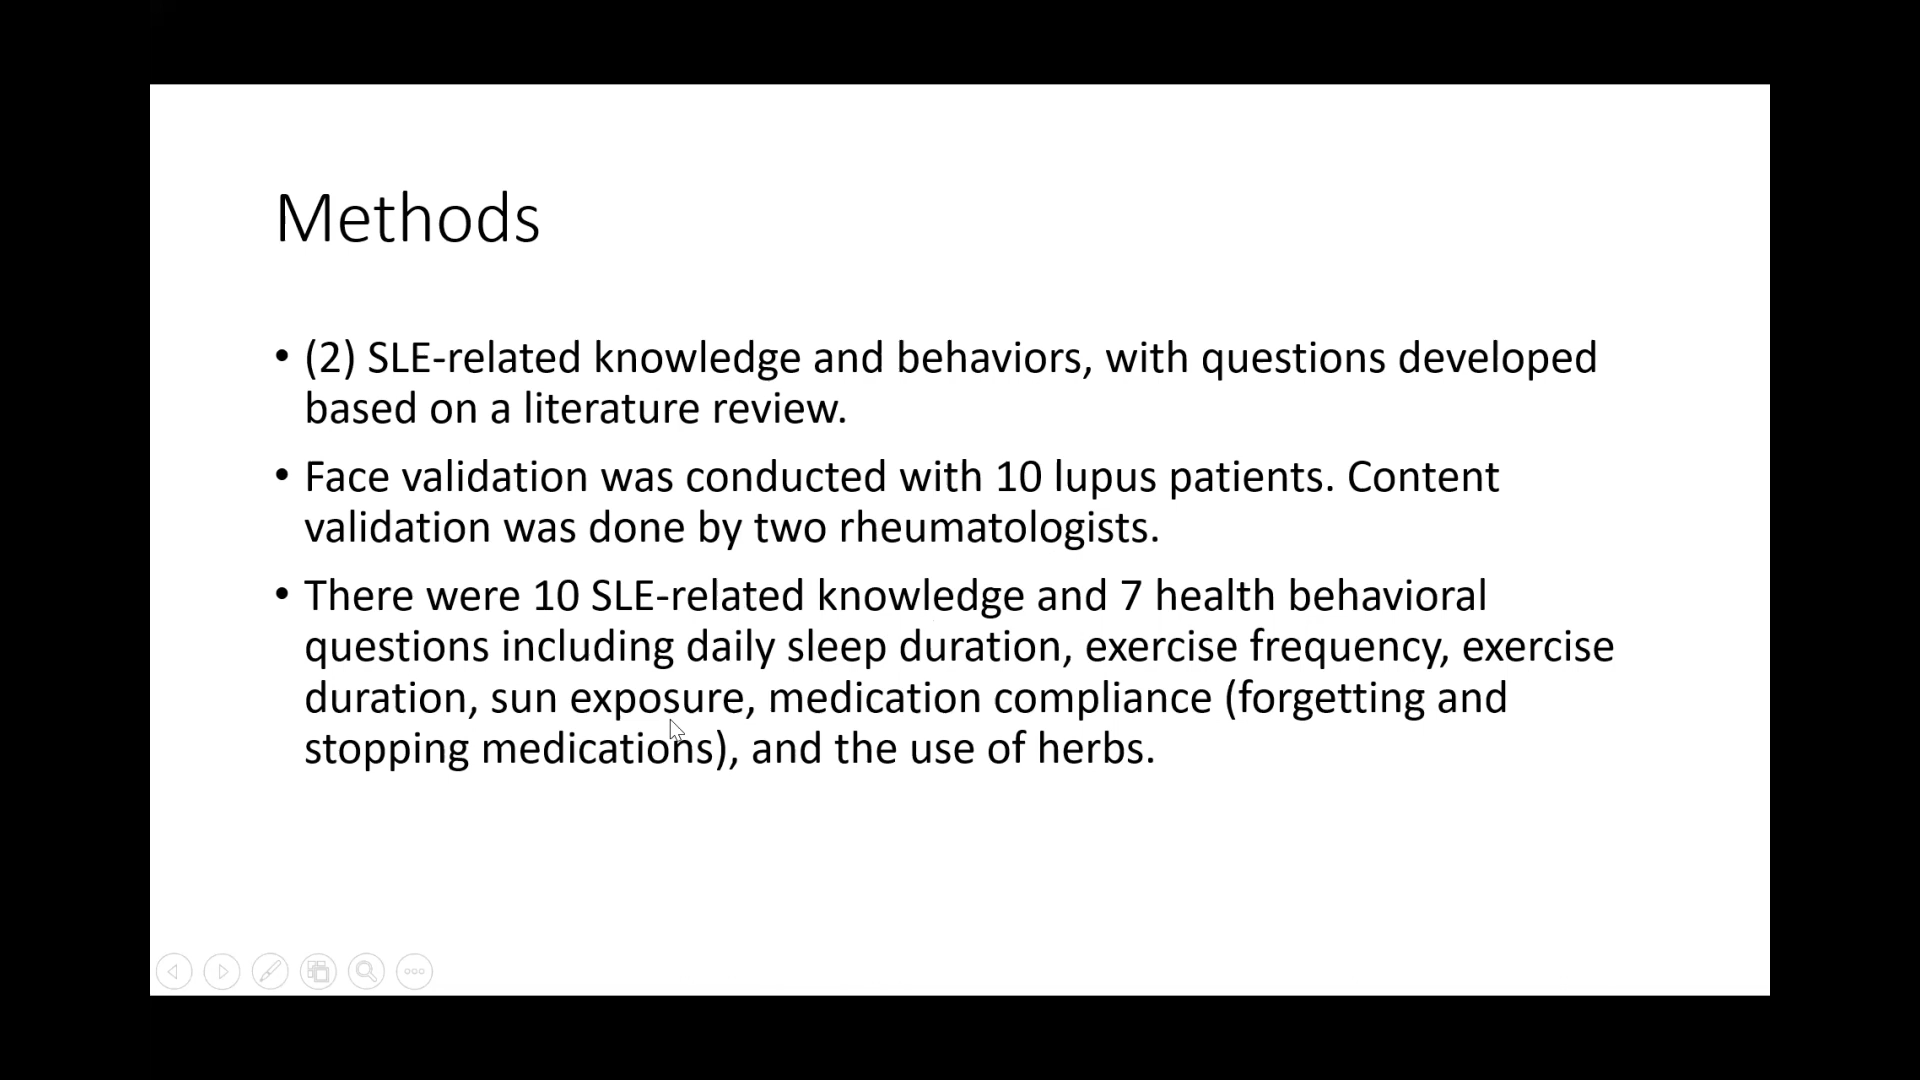 Methods
• (2) SLE-related knowledge and behaviors, with questions developed
based on a literature review.
• Face validation was conducted with 10 lupus patients. Content
validation was done by two rheumatologists.
• There were 10 SLE-related knowledge and 7 health behavioral
questions including daily sleep duration, exercise frequency, exercise
duration, sun exposure, medication compliance (forgetting and
stopping medications), and the use of herbs.